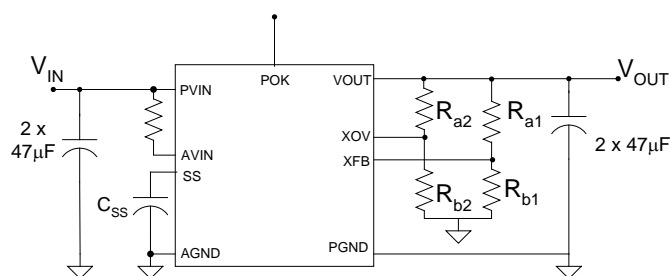 POK
V_IN
PVIN
VOUT
V_OUT
R_a2
R_a1
2 x
47µF
XOV
2 x 47µF
AVIN
XFB
SS
C_SS
R_b2
R_b1
AGND
PGND